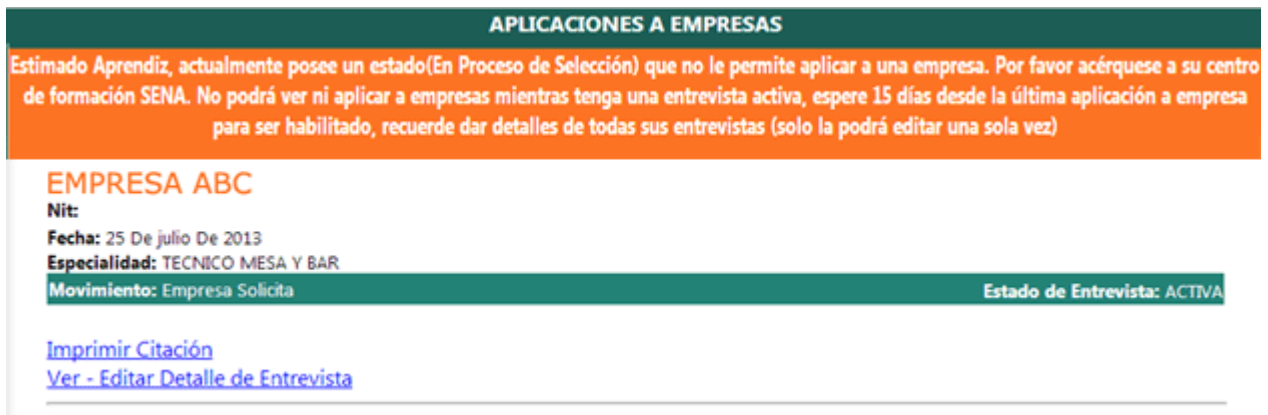 APLICACIONES A EMPRESAS
Estimado Aprendiz, actualmente posee un estado(En Proceso de Selección) que no le permite aplicar a una empresa. Por favor acérquese a su centro
de formación SENA. No podrá ver ni aplicar a empresas mientras tenga una entrevista activa, espere 15 días desde la última aplicación a empresa
para ser habilitado, recuerde dar detalles de todas sus entrevistas (solo la podrá editar una sola vez)
EMPRESA ABC
Nit:
Fecha: 25 De julio De 2013
Especialidad: TECNICO MESA Y BAR
Movimiento: Empresa Solicita Estado de Entrevista: ACTIVA
Imprimir Citación
Ver - Editar Detalle de Entrevista